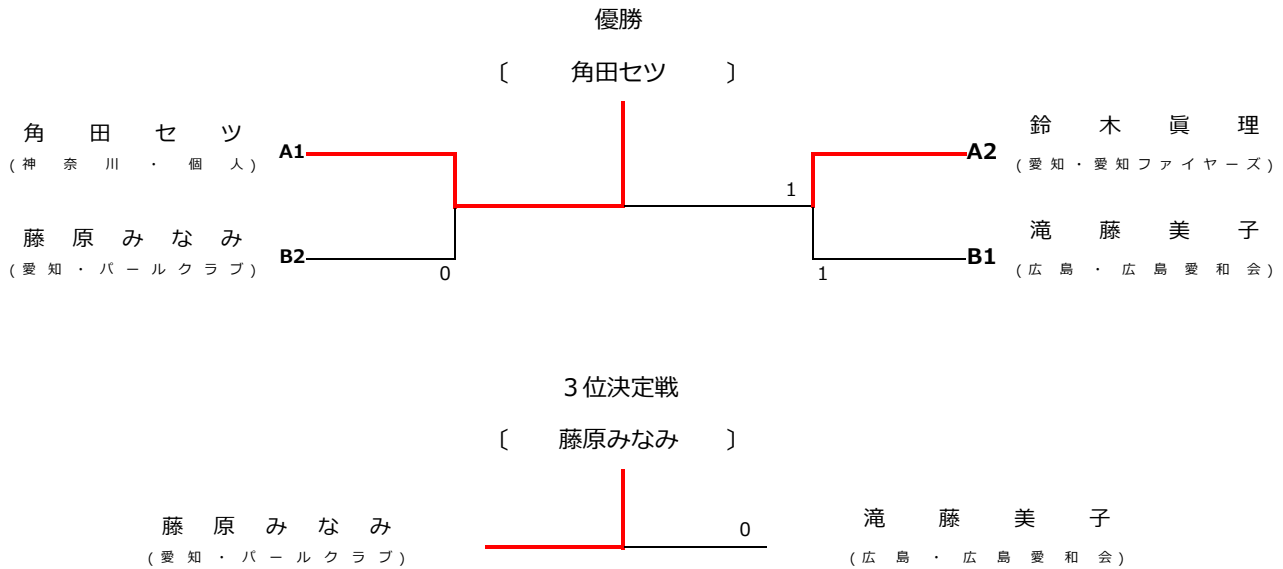 優勝
〔 角田セツ 〕
角田セツ
(神奈川・個人)
A1
A2
鈴木眞理
(愛知・愛知ファイヤーズ)
1
藤原みなみ
(愛知・パールクラブ)
B2
0
1
B1
滝藤美子
(広島・広島愛和会)
３位決定戦
〔 藤原みなみ 〕
藤原みなみ
(愛知・パールクラブ)
0
滝藤美子
(広島・広島愛和会)